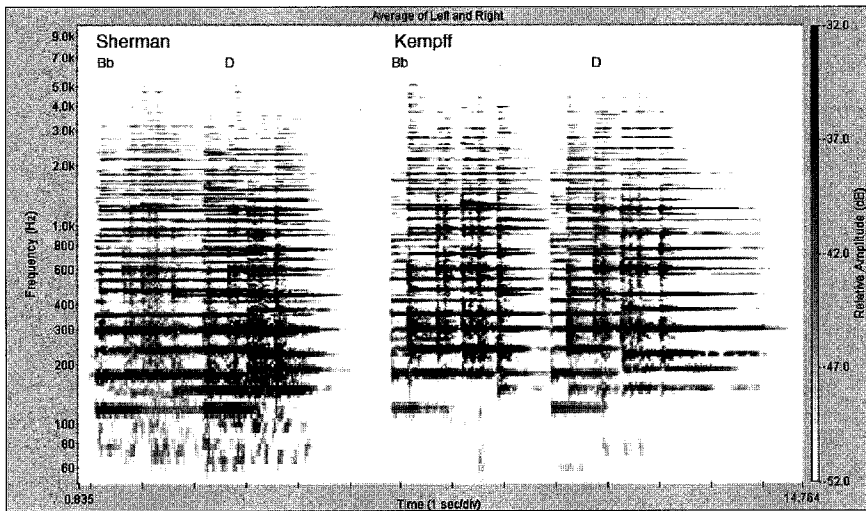 Average of Left and Right
Sherman
Kempff
Bb
D
Bb
D
9.0k
7.0k
5.0k
4.0k
3.0k
2.0k
1.0k
800
600
400
300
200
100
80
60
Frequency (Hz)
-32.0
-37.0
-42.0
-47.0
-52.0
Relative Amplitude (dB)
0.635
Time (1 sec/div)
14.764